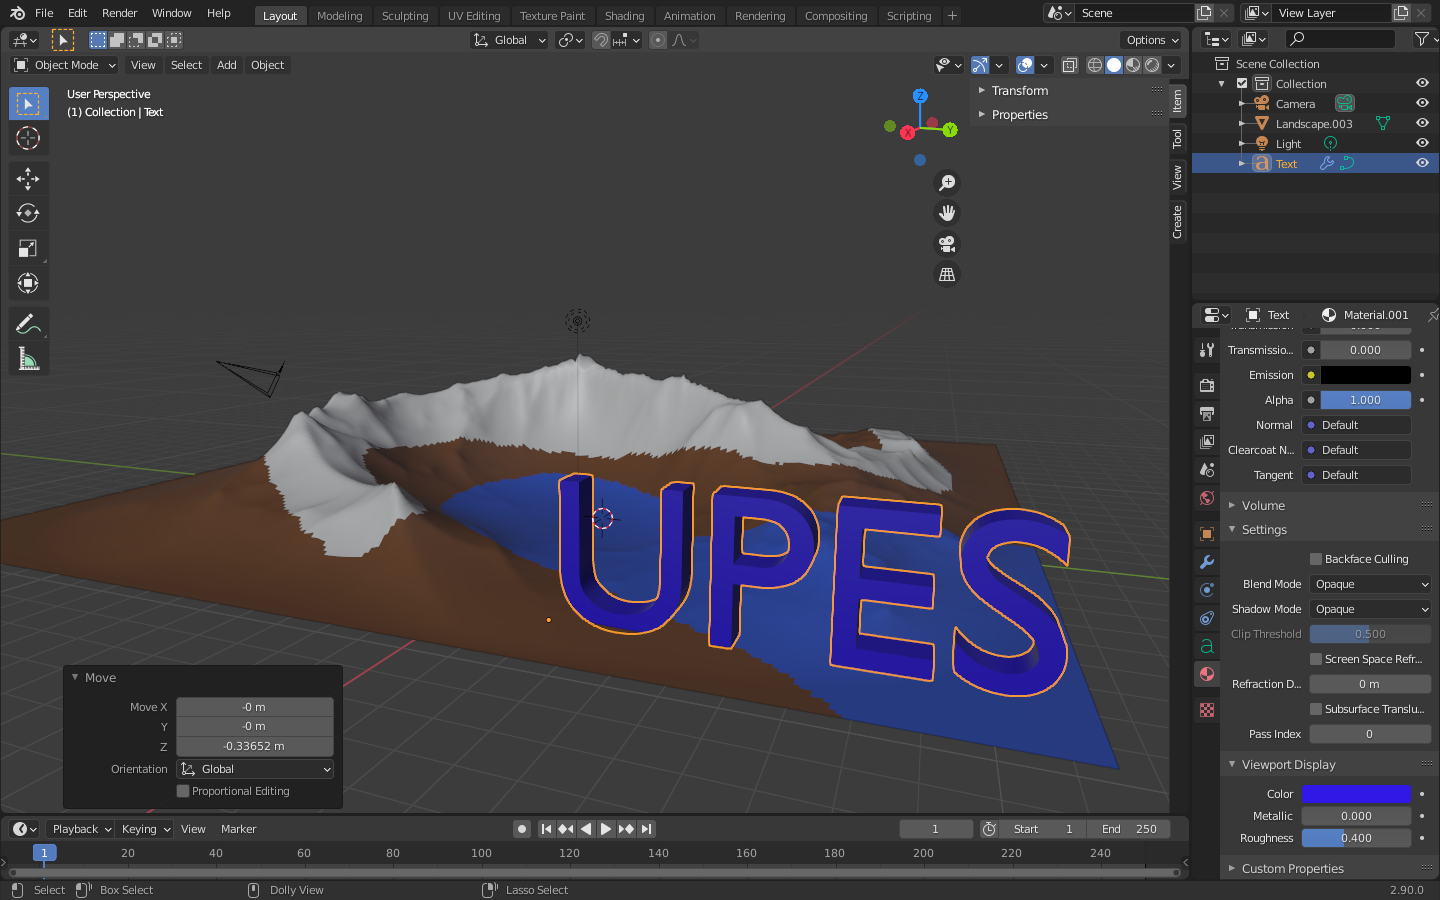 File Edit Render Window Help Layout Modeling Sculpting UV Editing Texture Paint Shading Animation Rendering Compositing Scripting + Scene View Layer
Global Options
Object Mode View Select Add Object
User Perspective
(1) Collection | Text
Z
X
Y
Transform
Properties
Item
Tool
View
Create
UPES
Move
Move X -0 m
Y -0 m
Z -0.33652 m
Orientation Global
Proportional Editing
Scene Collection
Collection
Camera
Landscape.003
Light
a Text
Text Material.001
Transmissio... 0.000
Emission
Alpha 1.000
Normal Default
Clearcoat N... Default
Tangent Default
Volume
Settings
Backface Culling
Blend Mode Opaque
Shadow Mode Opaque
Clip Threshold 0.500
Screen Space Refr...
Refraction D... 0 m
Subsurface Translu...
Pass Index 0
Viewport Display
Color
Metallic 0.000
Roughness 0.400
Custom Properties
Playback Keying View Marker 1 Start 1 End 250
1 20 40 60 80 100 120 140 160 180 200 220 240
Select Box Select Dolly View Lasso Select 2.90.0